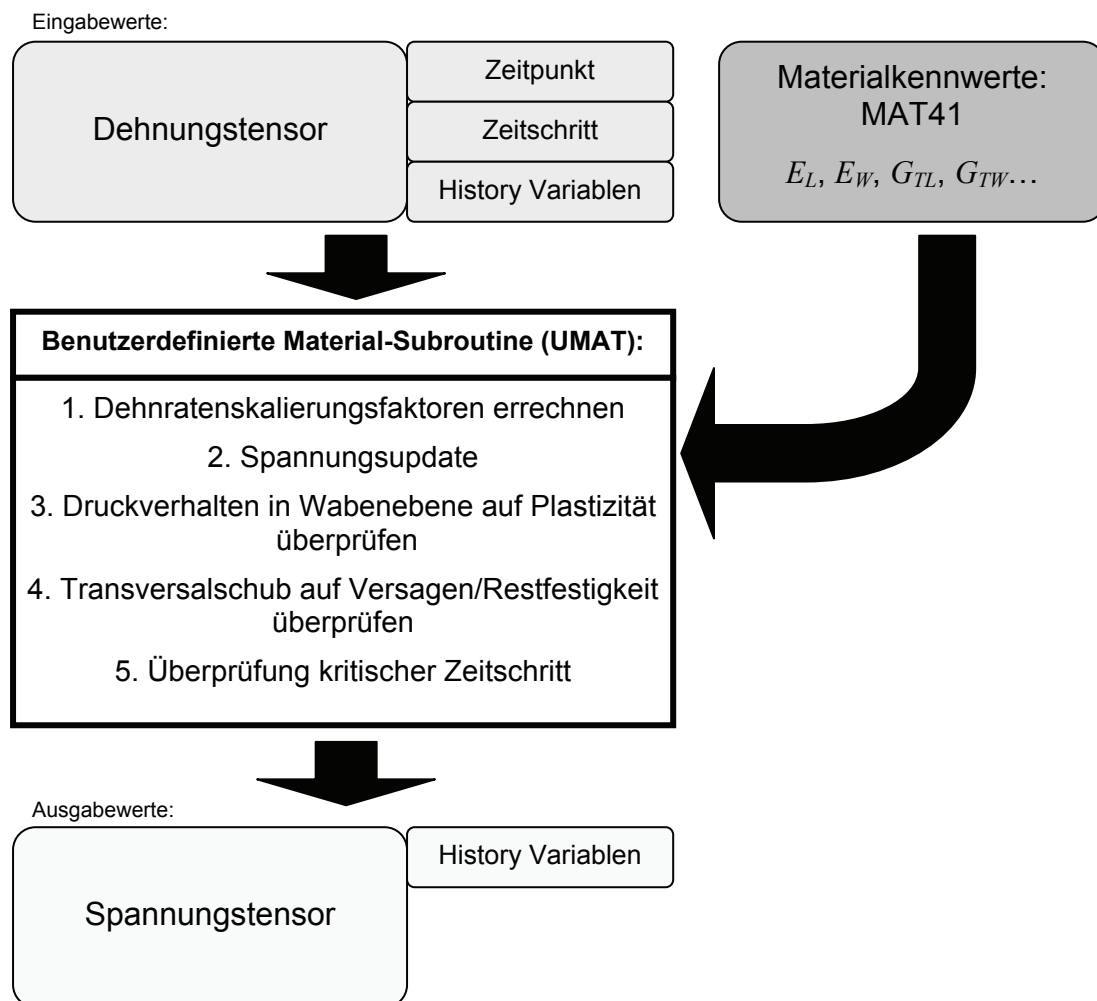 Eingabewerte:
Dehnungstensor
Zeitpunkt
Zeitschritt
History Variablen
Materialkennwerte:
MAT41
E_L, E_W, G_TL, G_TW…
Benutzerdefinierte Material-Subroutine (UMAT):
1. Dehnratenskalierungsfaktoren errechnen
2. Spannungsupdate
3. Druckverhalten in Wabenebene auf Plastizität
überprüfen
4. Transversalschub auf Versagen/Restfestigkeit
überprüfen
5. Überprüfung kritischer Zeitschritt
Ausgabewerte:
Spannungstensor
History Variablen